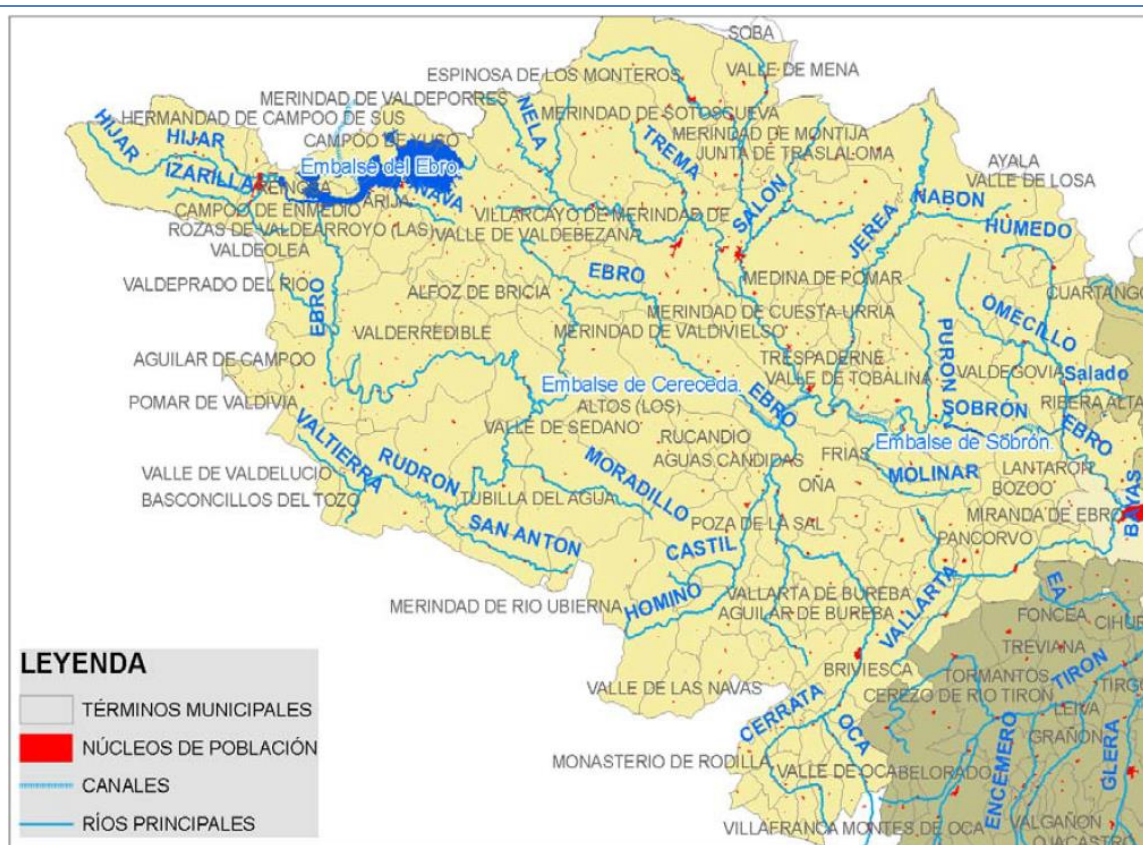 SOBA
VALLE DE MENA
ESPINOSA DE LOS MONTEROS
MERINDAD DE VALDEPORRES
NELA
MERINDAD DE SOTOSCUEVA
HERMANDAD DE CAMPOO DE SUS
HIJAR
HIJAR
CAMPOO DE YUSO
TREMA
MERINDAD DE MONTIJA
JUNTA DE TRASLALOMA
AYALA
VALLE DE LOSA
Embalse del Ebro.
IZARILLA
REINOSA
NAVA
ARIJA
SALON
JEREA
NABON
HUMEDO
CAMPOO DE ENMEDIO
VILLARCAYO DE MERINDAD DE
ROZAS DE VALDEARROYO (LAS)
VALLE DE VALDEBEZANA
VALDEOLEA
VALDEPRADO DEL RIO
EBRO
ALFOZ DE BRICIA
EBRO
MEDINA DE POMAR
CUARTANGO
OMECILLO
VALDERREDIBLE
MERINDAD DE CUESTA-URRIA
MERINDAD DE VALDIVIELSO
PURON
AGUILAR DE CAMPOO
TRESPADERNE
VALLE DE TOBALINA
VALDEGOVIA
Salado
Embalse de Cereceda.
EBRO
POMAR DE VALDIVIA
ALTOS (LOS)
SOBRÓN
RIBERA ALTA
VALTIERRA
RUDRON
VALLE DE SEDANO
RUCANDIO
Embalse de Sobrón.
EBRO
AGUAS CANDIDAS
FRIAS
MORADILLO
VALLE DE VALDELUCIO
MOLINAR
LANTARON
BASCONCILLOS DEL TOZO
TUBILLA DEL AGUA
OÑA
BOZOO
SAN ANTON
POZA DE LA SAL
MIRANDA DE EBRO
BAYAS
CASTIL
PANCORVO
HOMINO
VALLARTA DE BUREBA
VALLARTA
EA
MERINDAD DE RIO UBIERNA
AGUILAR DE BUREBA
FONCEA
CIHU
TREVIANA
LEYENDA
BRIVIESCA
TORMANTOS
TIRON
VALLE DE LAS NAVAS
CEREZO DE RIO TIRON
TIRG
TÉRMINOS MUNICIPALES
CERRATA
OCA
LEIVA
NÚCLEOS DE POBLACIÓN
ENCEMERO
GRAÑON
GLERA
MONASTERIO DE RODILLA
VALLE DE OCA
BELORADO
CANALES
RÍOS PRINCIPALES
VILLAFRANCA MONTES DE OCA
VALGAÑON
OJACASTRO